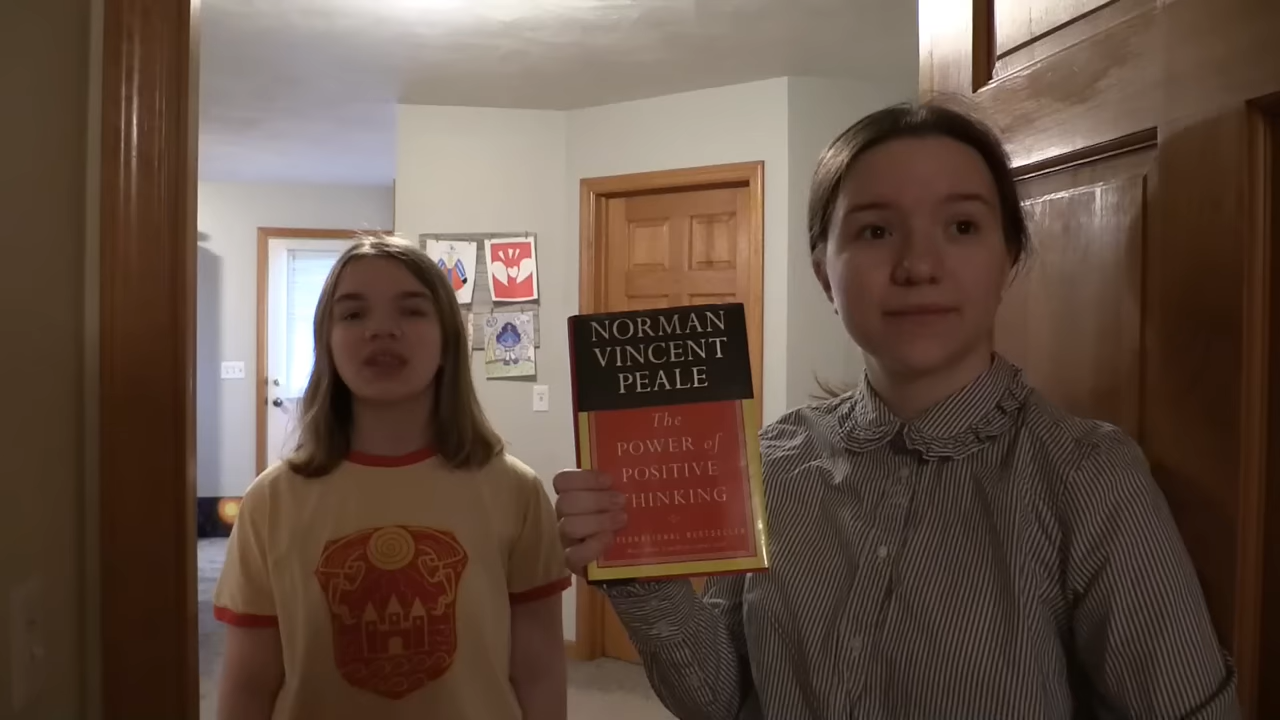 NORMAN
VINCENT
PEALE
The
POWER of
POSITIVE
THINKING
INTERNATIONAL BESTSELLER